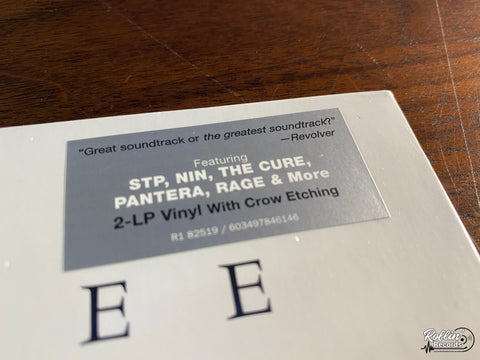 "Great soundtrack or the greatest soundtrack?"
—Revolver
Featuring
STP, NIN, THE CURE,
PANTERA, RAGE & More
2-LP Vinyl With Crow Etching
R1 82519 / 603497846146
E E
Rollin'
Records